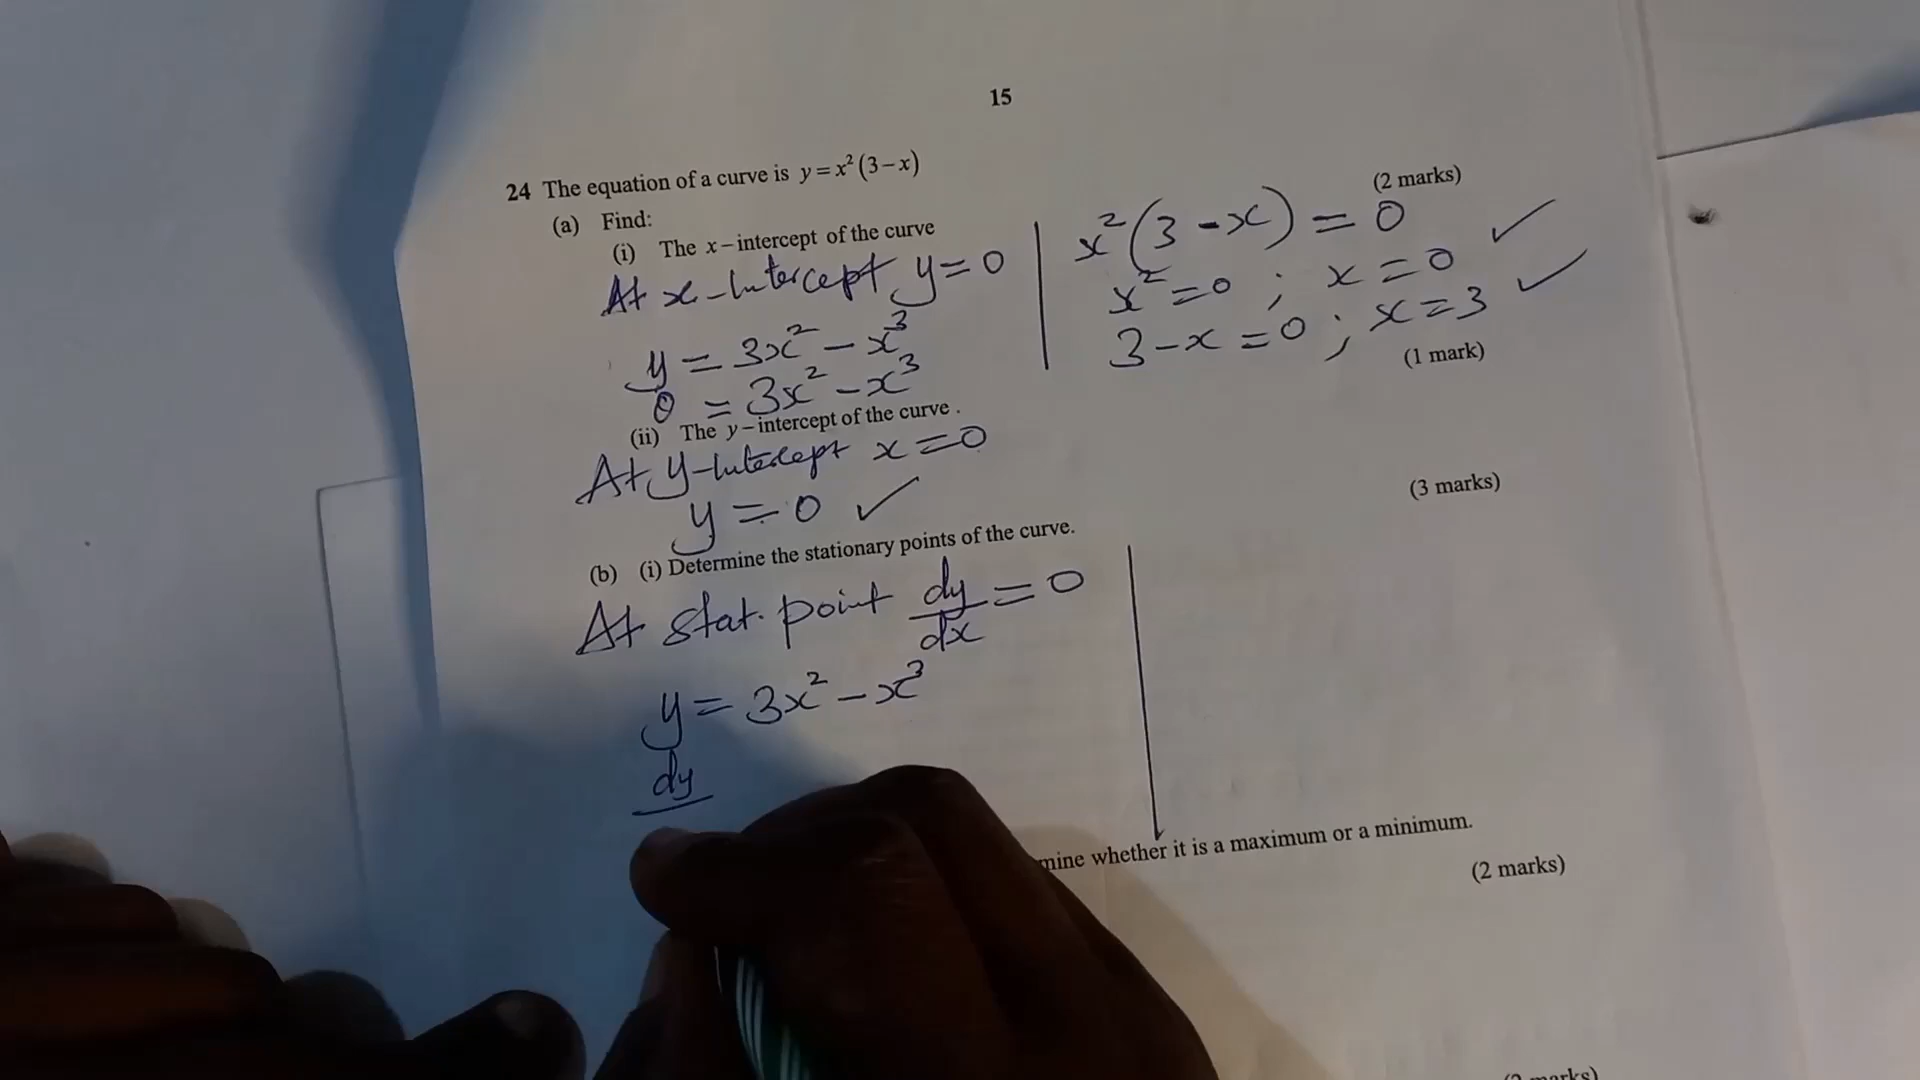 15
24 The equation of a curve is y = x² (3 – x)
(a) Find:
(2 marks)
(i) The x – intercept of the curve
At x-Intercept y = 0
y = 3x² – x³
0 = 3x² – x³
x²(3 - x) = 0
x² = 0 ; x = 0 ✓
3 – x = 0 ; x = 3 ✓
(1 mark)
(ii) The y – intercept of the curve .
At y-Intercept x = 0
y = 0 ✓
(3 marks)
(b) (i) Determine the stationary points of the curve.
At stat. point dy/dx = 0
y = 3x² – x³
dy
mine whether it is a maximum or a minimum.
(2 marks)
marks)